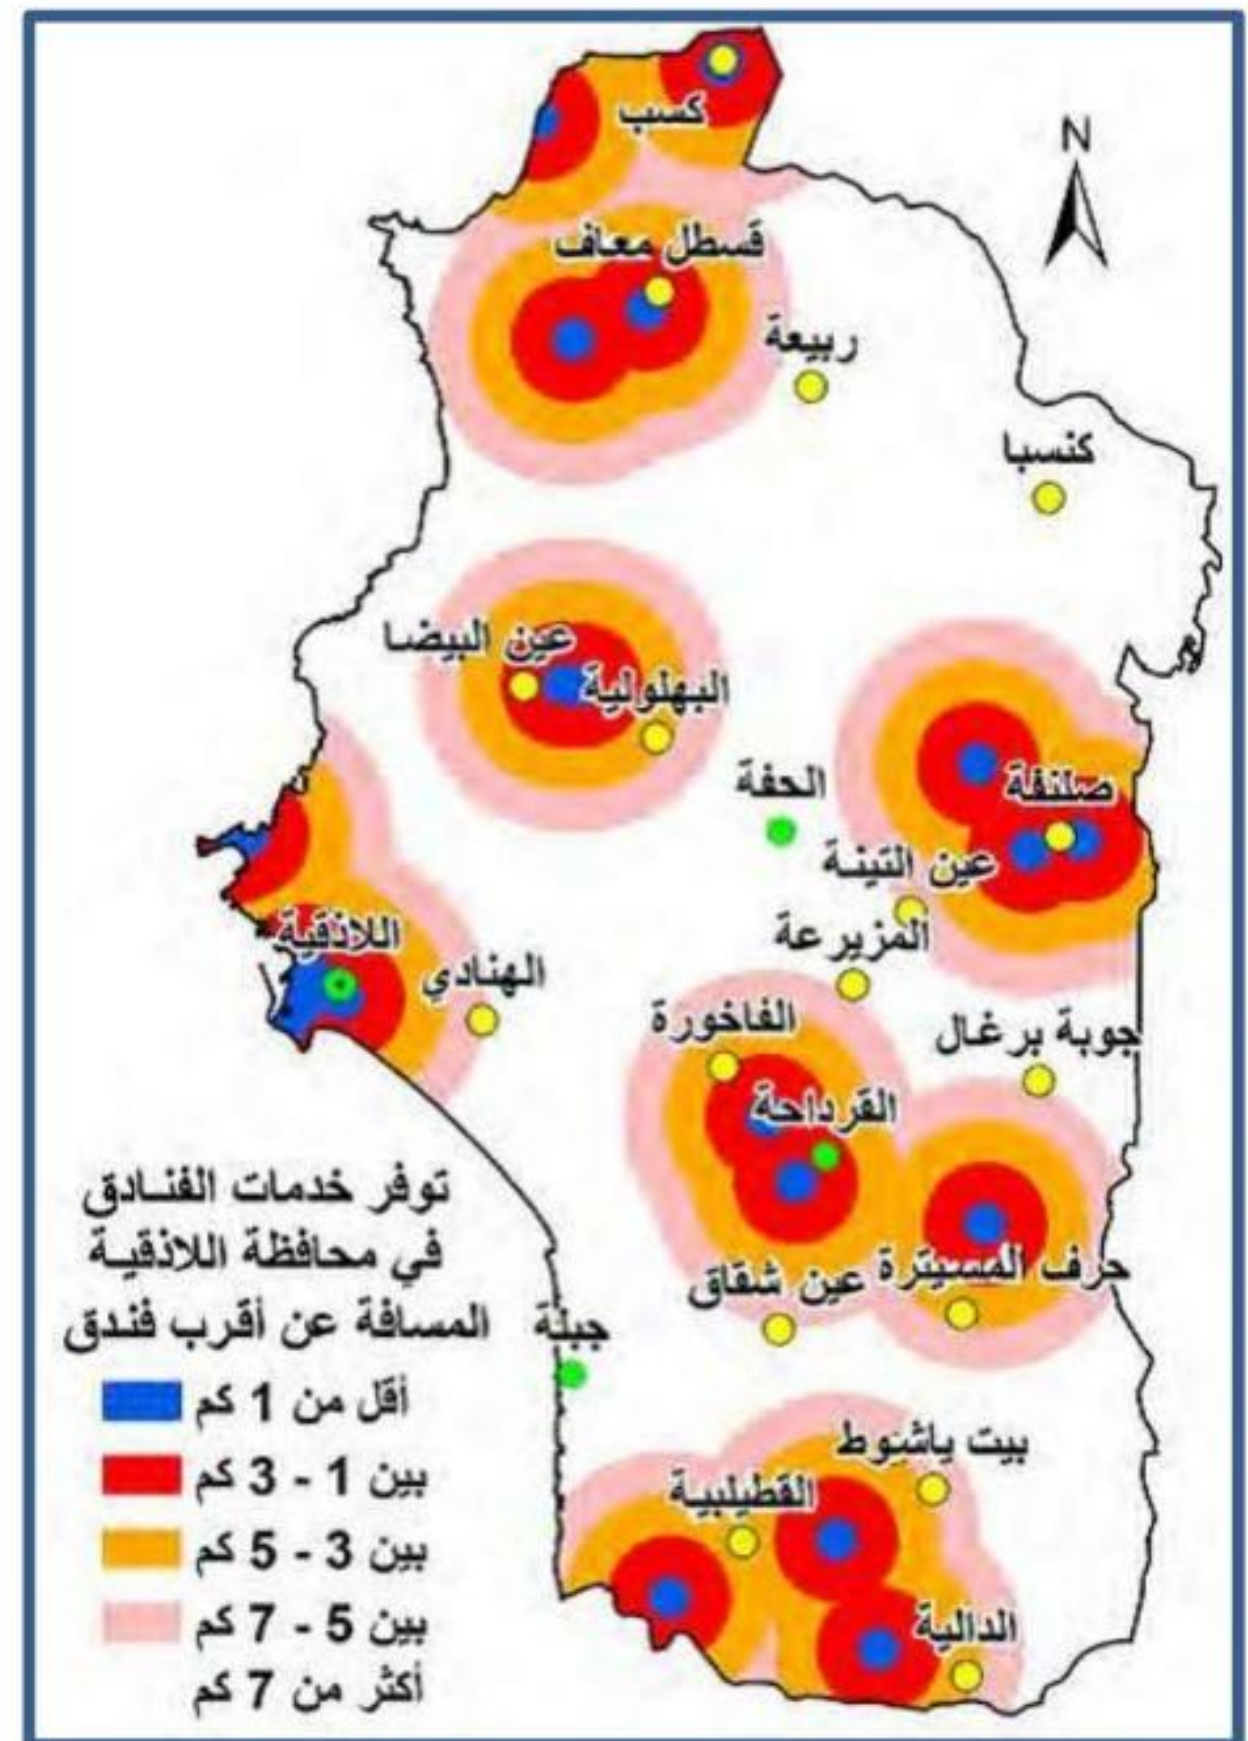 N
كسب
قسطل معاف
ربيعة
كنسبا
عين البيضا
البهلولية
الحفة
صلنفة
عين التينة
اللاذقية
المزيرعة
الهنادي
الفاخورة
جوبة برغال
القرداحة
حرف المسيترة
عين شقاق
جبلة
بيت ياشوط
القطيلبية
الدالية
توفر خدمات الفنادق
في محافظة اللاذقية
المسافة عن أقرب فندق
أقل من 1 كم
بين 1 - 3 كم
بين 3 - 5 كم
بين 5 - 7 كم
أكثر من 7 كم